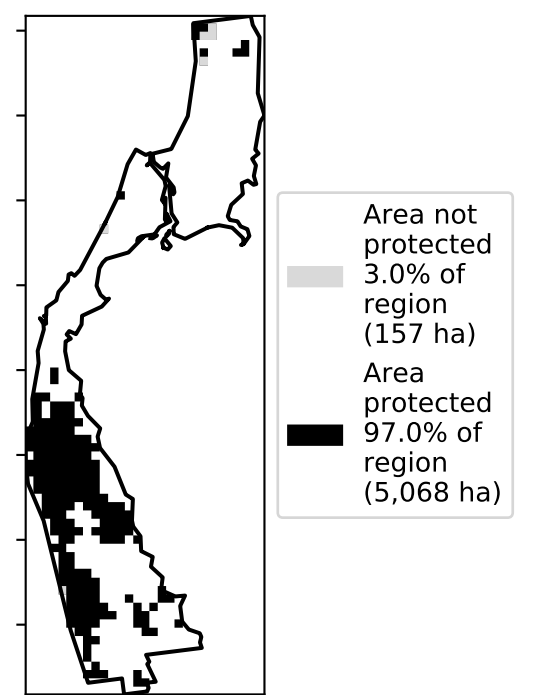 Area not
protected
3.0% of
region
(157 ha)
Area
protected
97.0% of
region
(5,068 ha)